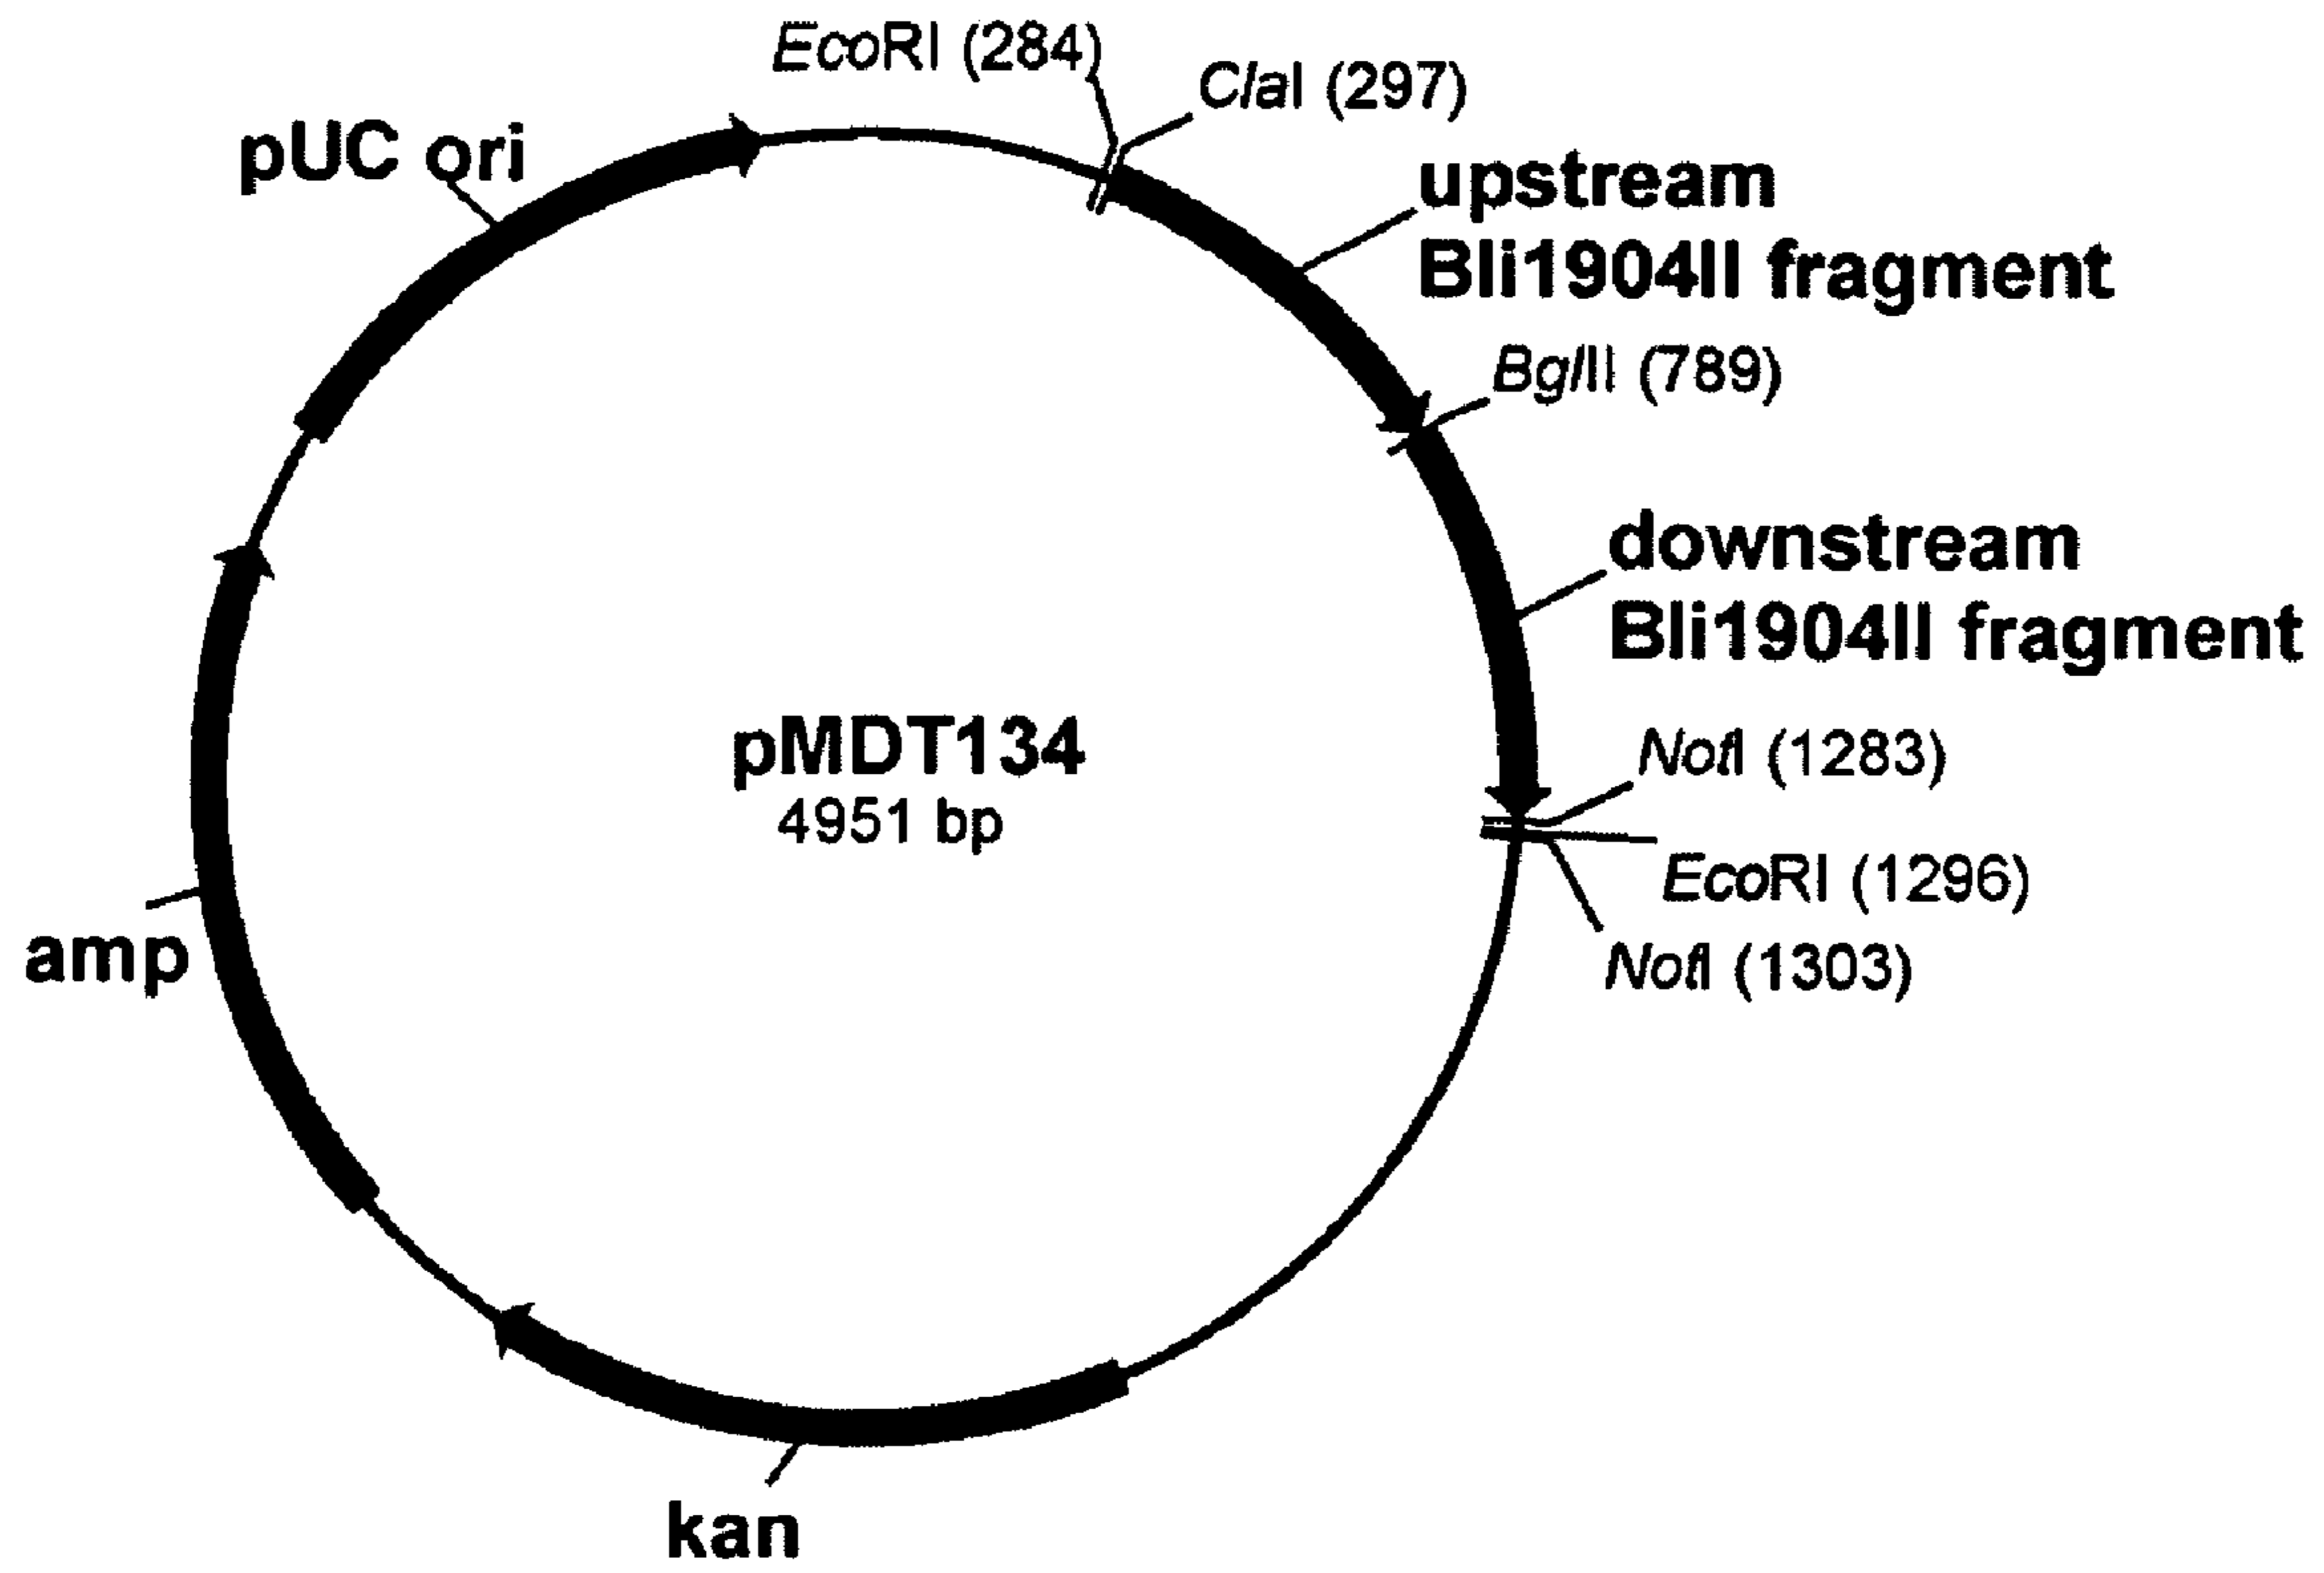 EcoRI (284)
ClaI (297)
pUC ori
upstream
Bli1904II fragment
BglII (789)
downstream
Bli1904II fragment
pMDT134
4951 bp
NotI (1283)
EcoRI (1296)
NotI (1303)
amp
kan